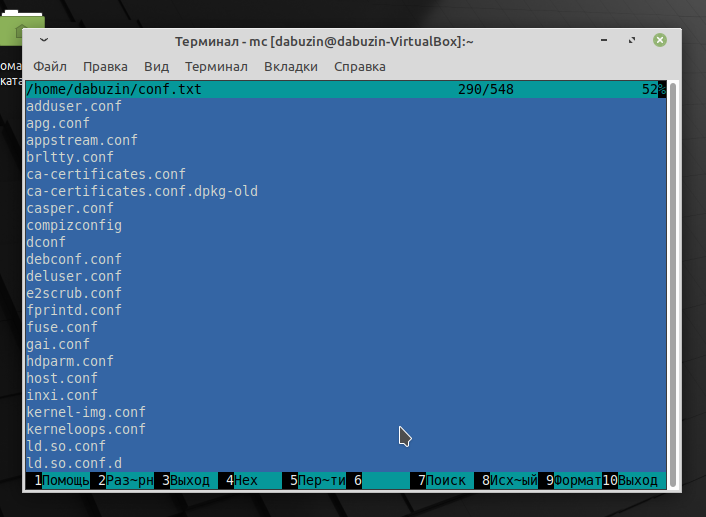 Терминал - mc [dabuzin@dabuzin-VirtualBox]:~
Файл Правка Вид Терминал Вкладки Справка
/home/dabuzin/conf.txt 290/548 52%
adduser.conf
apg.conf
appstream.conf
brltty.conf
ca-certificates.conf
ca-certificates.conf.dpkg-old
casper.conf
compizconfig
dconf
debconf.conf
deluser.conf
e2scrub.conf
fprintd.conf
fuse.conf
gai.conf
hdparm.conf
host.conf
inxi.conf
kernel-img.conf
kerneloops.conf
ld.so.conf
ld.so.conf.d
1Помощь 2Раз~рн 3Выход 4Hex 5Пер~ти 6 7Поиск 8Исх~ый 9Формат 10Выход